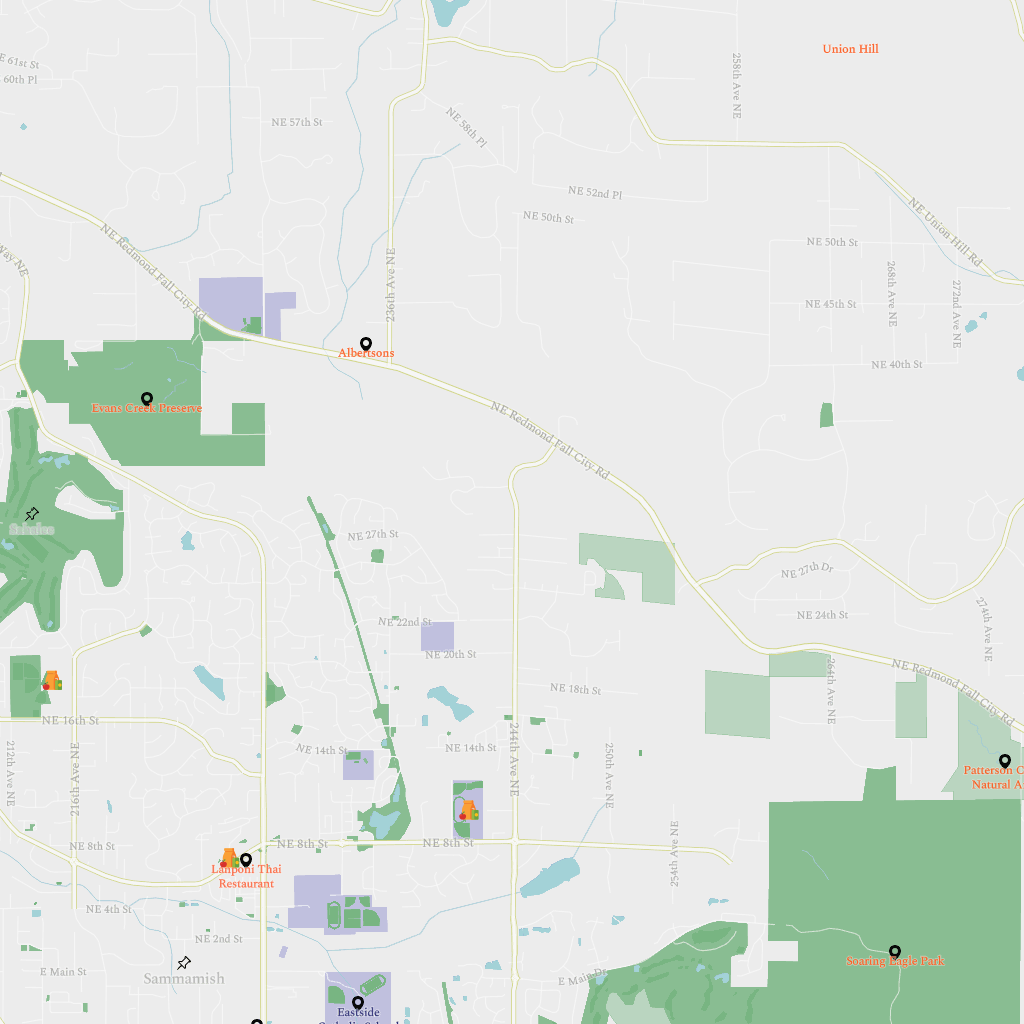 Union Hill
E 61st St
60th Pl
258th Ave NE
NE 57th St
NE 58th Pl
NE 52nd Pl
NE 50th St
NE Union Hill Rd
NE 50th St
Way NE
NE Redmond Fall City Rd
236th Ave NE
268th Ave NE
272nd Ave NE
NE 45th St
Albertsons
NE 40th St
Evans Creek Preserve
NE Redmond Fall City Rd
NE 27th St
NE 27th Dr
NE 22nd St
NE 24th St
274th Ave NE
NE 20th St
264th Ave NE
NE Redmond Fall City Rd
NE 18th St
NE 16th St
212th Ave NE
216th Ave NE
NE 14th St
NE 14th St
244th Ave NE
250th Ave NE
Patterson C
Natural A
NE 8th St
NE 8th St
NE 8th St
254th Ave NE
Lanponi Thai
Restaurant
NE 4th St
NE 2nd St
E Main St
Sammamish
E Main Dr
Soaring Eagle Park
Eastside
Catholic School